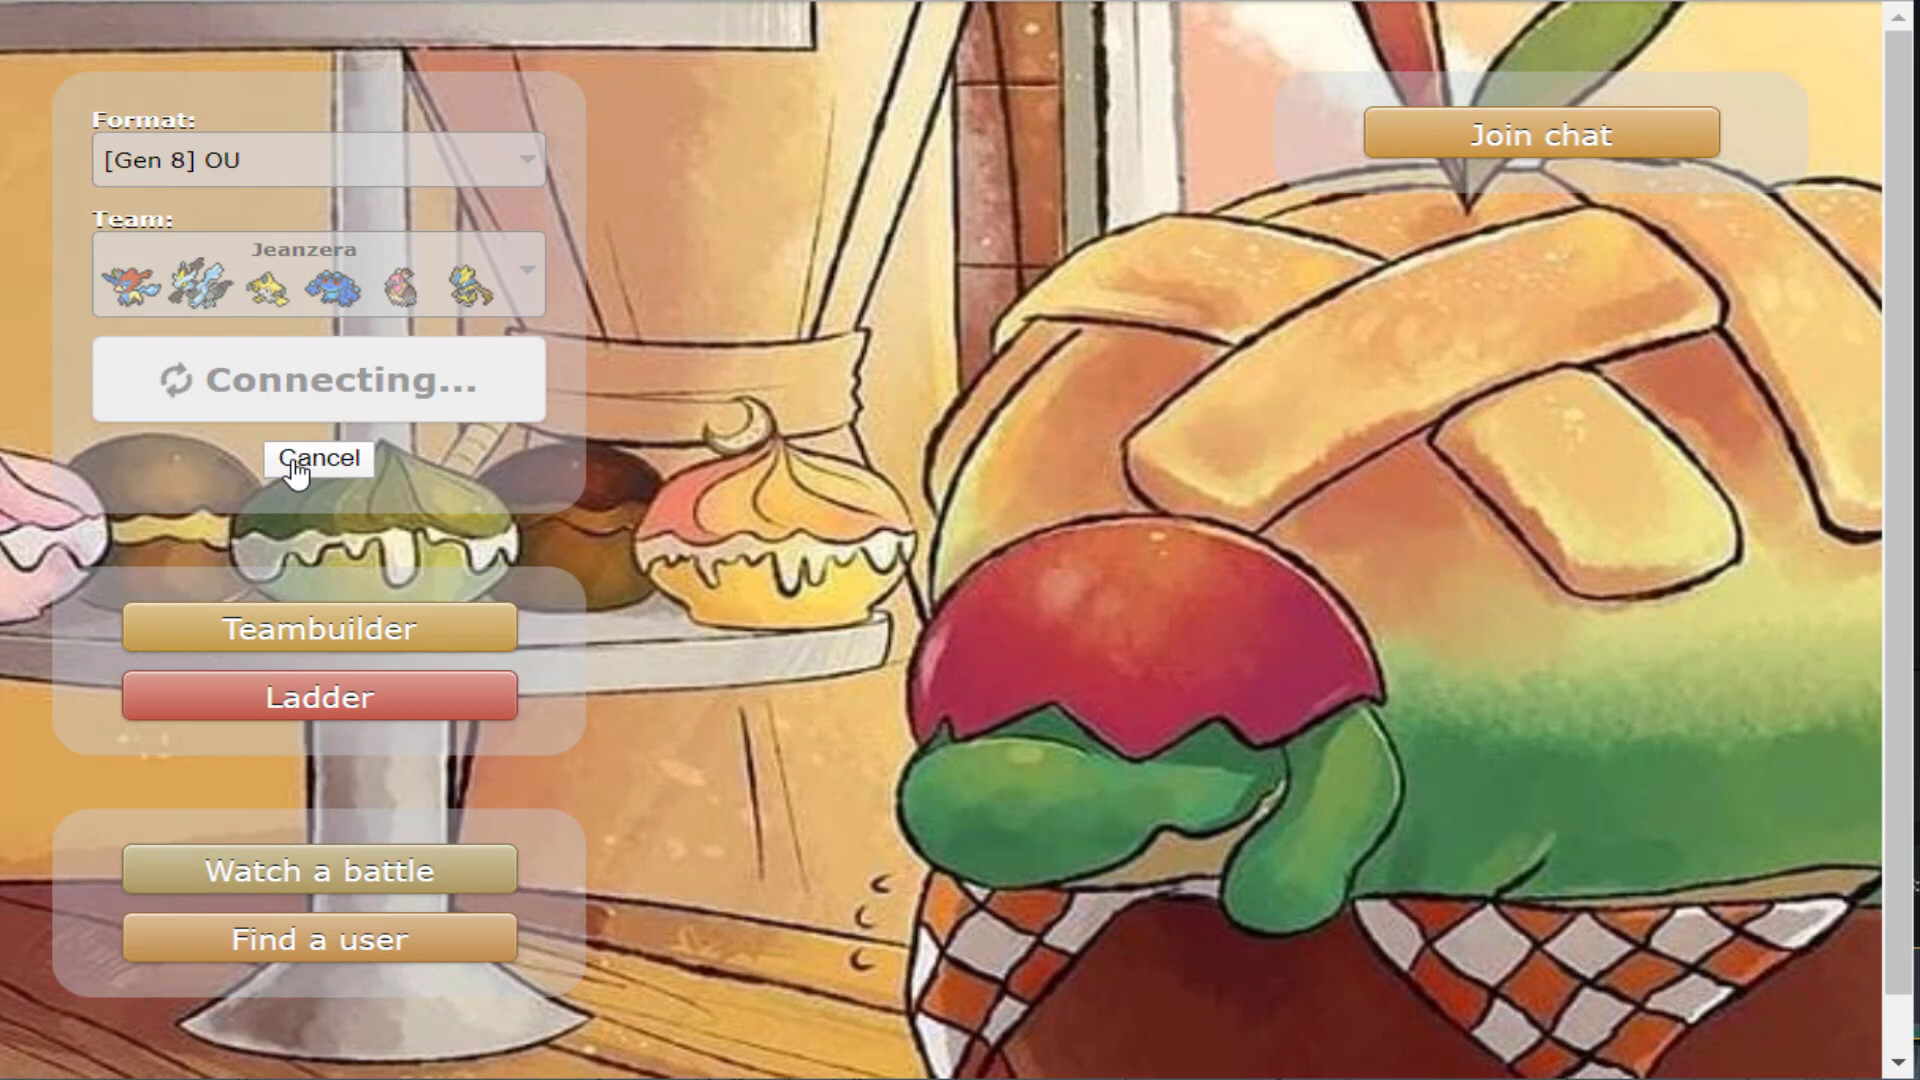 Format:
[Gen 8] OU
Team:
Jeanzera
Connecting...
Cancel
Teambuilder
Ladder
Watch a battle
Find a user
Join chat